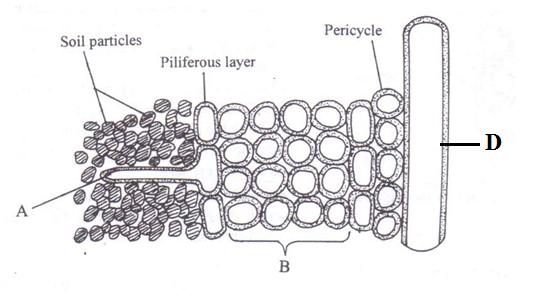 Soil particles
Piliferous layer
Pericycle
D
A
B